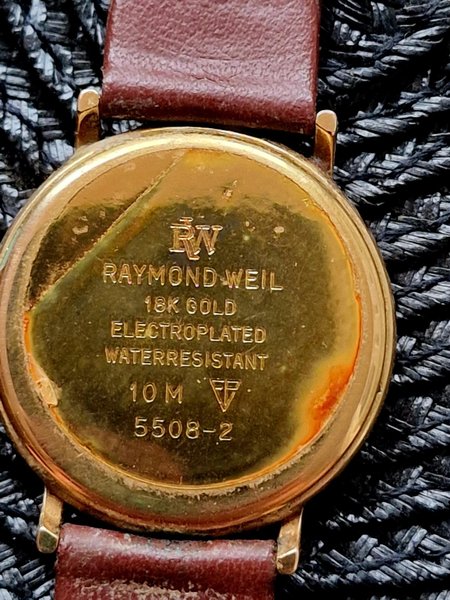 RW
RAYMOND WEIL
18K GOLD
ELECTROPLATED
WATERRESISTANT
10 M
5508-2